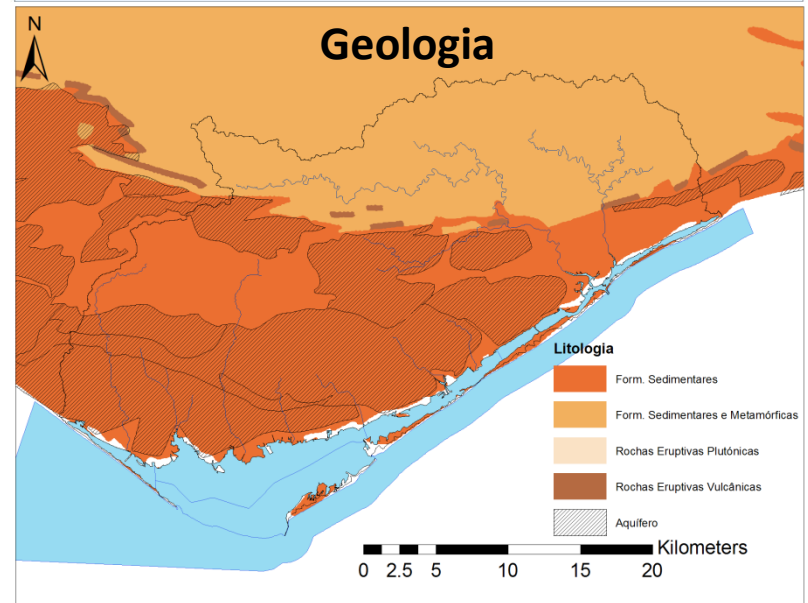 N
Geologia
Litologia
Form. Sedimentares
Form. Sedimentares e Metamórficas
Rochas Eruptivas Plutónicas
Rochas Eruptivas Vulcânicas
Aquífero
Kilometers
0 2.5 5 10 15 20